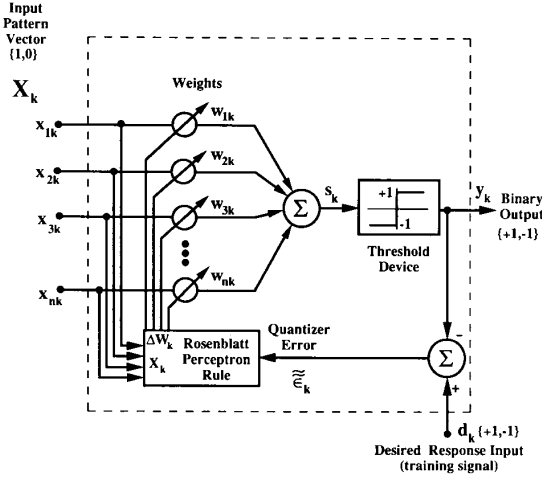 Input
Pattern
Vector
{1,0}
X_k
Weights
x_1k
w_1k
x_2k
w_2k
x_3k
w_3k
x_nk
w_nk
Σ
s_k
+1
-1
y_k
Binary
Output
{+1,-1}
Threshold
Device
ΔW_k
X_k
Rosenblatt
Perceptron
Rule
Quantizer
Error
ε̃̃_k
-
Σ
+
d_k {+1,-1}
Desired Response Input
(training signal)